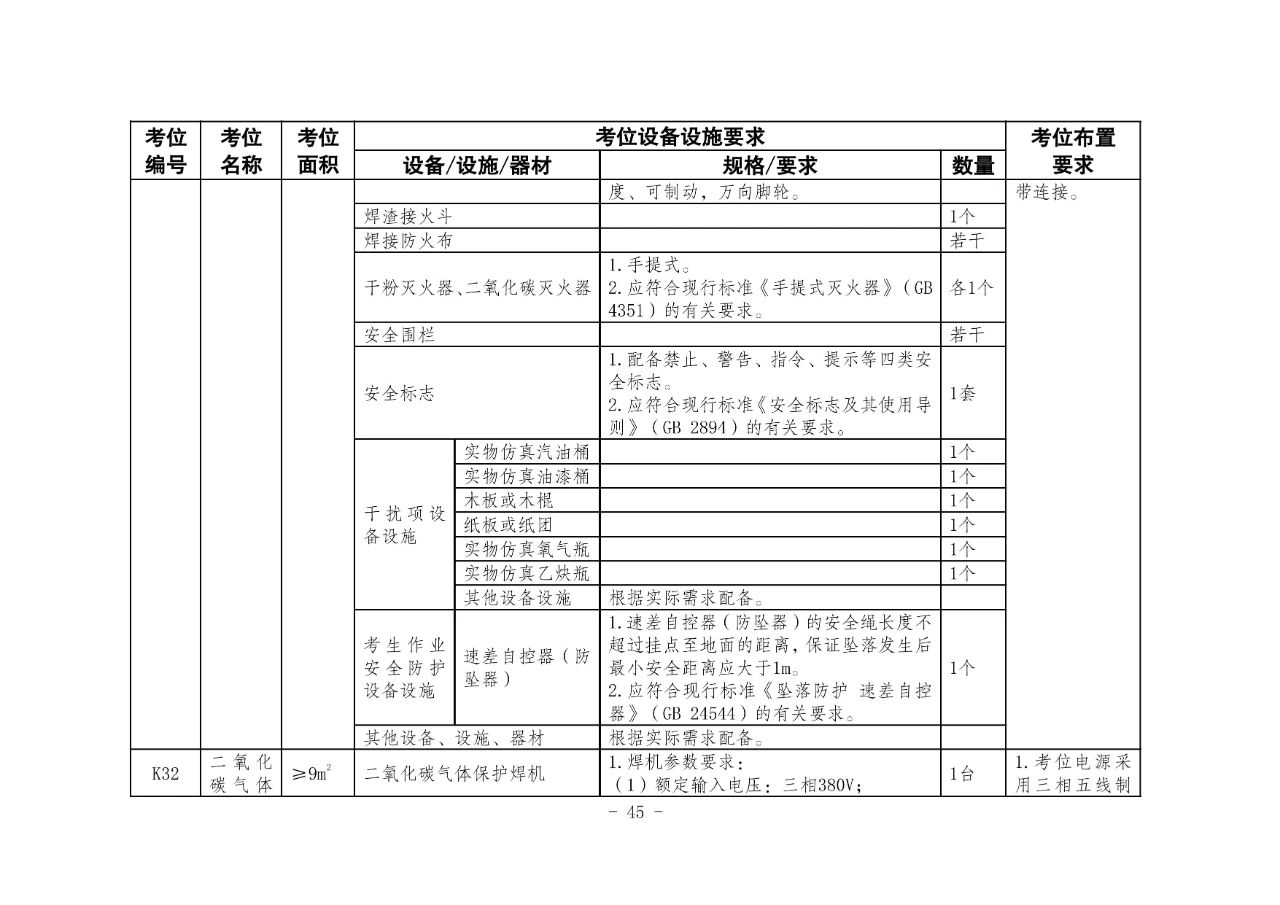 考位编号
考位名称
考位面积
考位设备设施要求
考位布置要求
设备/设施/器材
规格/要求
数量
度、可制动，万向脚轮。
带连接。
焊渣接火斗
1个
焊接防火布
若干
干粉灭火器、二氧化碳灭火器
1.手提式。
2.应符合现行标准《手提式灭火器》（GB
4351）的有关要求。
各1个
安全围栏
若干
安全标志
1.配备禁止、警告、指令、提示等四类安
全标志。
2.应符合现行标准《安全标志及其使用导
则》（GB 2894）的有关要求。
1套
干扰项设
备设施
实物仿真汽油桶
1个
实物仿真油漆桶
1个
木板或木棍
1个
纸板或纸团
1个
实物仿真氧气瓶
1个
实物仿真乙炔瓶
1个
其他设备设施
根据实际需求配备。
考生作业
安全防护
设备设施
速差自控器（防
坠器）
1.速差自控器（防坠器）的安全绳长度不
超过挂点至地面的距离，保证坠落发生后
最小安全距离应大于1m。
2.应符合现行标准《坠落防护 速差自控
器》（GB 24544）的有关要求。
1个
其他设备、设施、器材
根据实际需求配备。
K32
二氧化
碳气体
≥9m²
二氧化碳气体保护焊机
1.焊机参数要求：
（1）额定输入电压：三相380V；
1台
1.考位电源采
用三相五线制
- 45 -